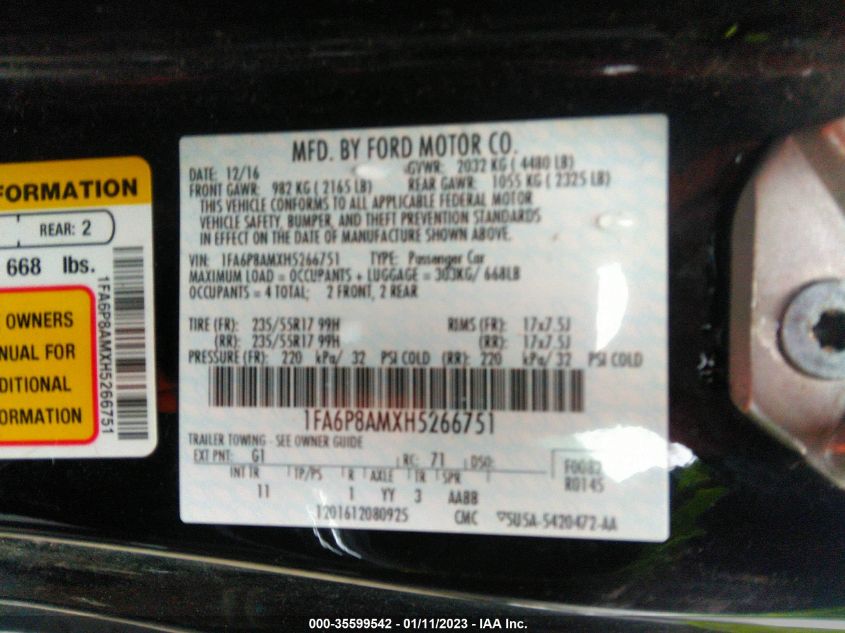 FORMATION
REAR: 2
668 lbs.
OWNERS
NUAL FOR
DITIONAL
FORMATION
1FA6P8AMXH5266751
MFD. BY FORD MOTOR CO.
DATE: 12/16 GVWR: 2032 KG ( 4480 LB)
FRONT GAWR: 982 KG ( 2165 LB) REAR GAWR: 1055 KG ( 2325 LB)
THIS VEHICLE CONFORMS TO ALL APPLICABLE FEDERAL MOTOR
VEHICLE SAFETY, BUMPER, AND THEFT PREVENTION STANDARDS
IN EFFECT ON THE DATE OF MANUFACTURE SHOWN ABOVE.
VIN: 1FA6P8AMXH5266751 TYPE: Passenger Car
MAXIMUM LOAD = OCCUPANTS + LUGGAGE = 303KG/ 668LB
OCCUPANTS = 4 TOTAL; 2 FRONT, 2 REAR
TIRE (FR): 235/55R17 99H RIMS (FR): 17x7.5J
(RR): 235/55R17 99H (RR): 17x7.5J
PRESSURE (FR): 220 kPa/ 32 PSI COLD (RR): 220 kPa/ 32 PSI COLD
1FA6P8AMXH5266751
TRAILER TOWING - SEE OWNER GUIDE
EXT PNT: G1 RC: 71 DSO: F0082
INT TR TP/PS R AXLE TR SPR R0145
11 1 YY 3 AABB
1201612080925 CMC 5U5A-5420472-AA
000-35599542 - 01/11/2023 - IAA Inc.